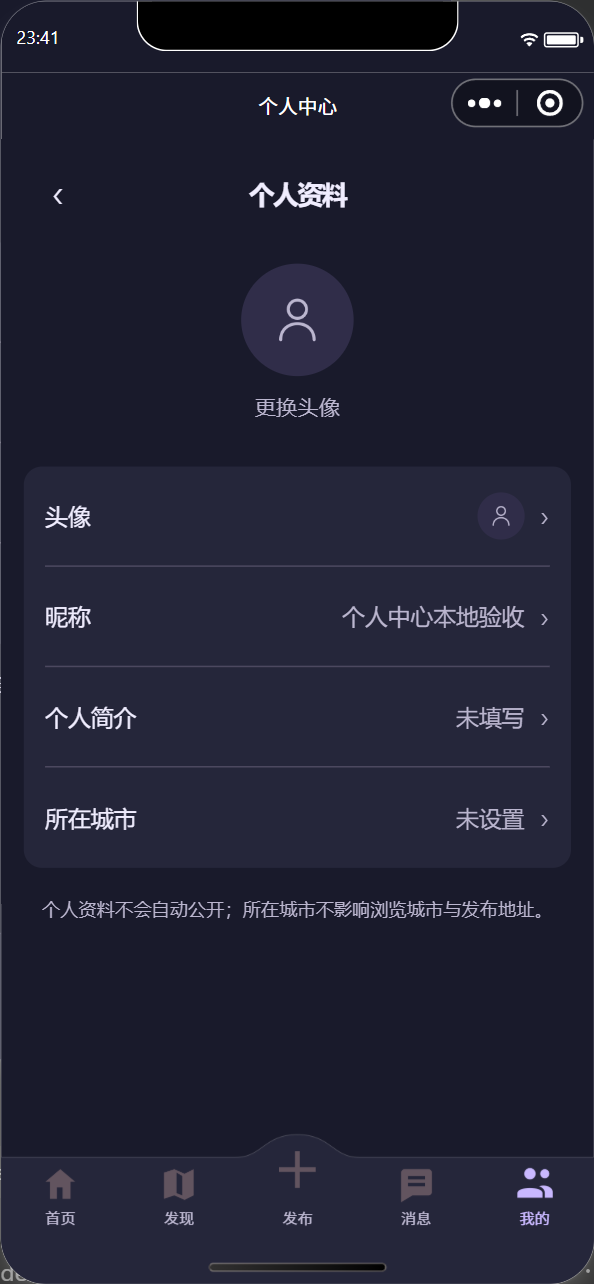 23:41
个人中心
个人资料
更换头像
头像
昵称 个人中心本地验收
个人简介 未填写
所在城市 未设置
个人资料不会自动公开；所在城市不影响浏览城市与发布地址。
首页 发现 发布 消息 我的